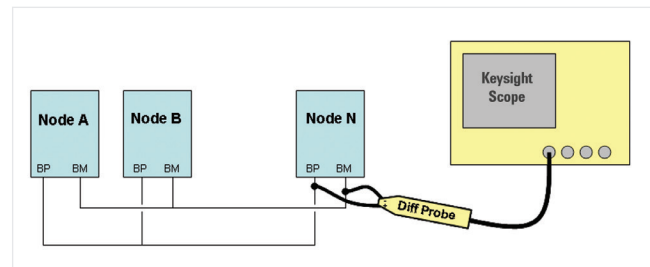 Keysight
Scope
Node A
Node B
Node N
BP BM
BP BM
BP BM
Diff Probe